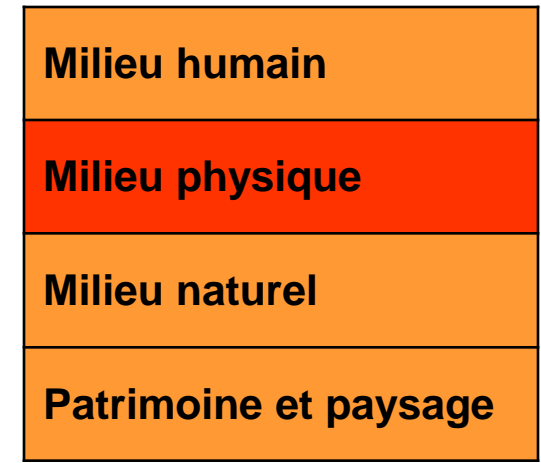 Milieu humain
Milieu physique
Milieu naturel
Patrimoine et paysage